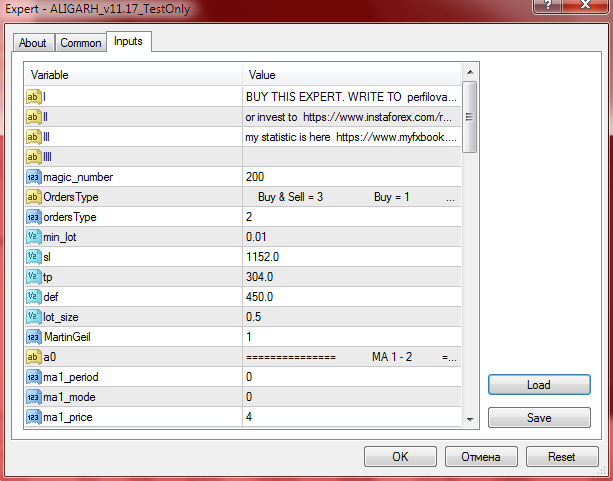 Expert - ALIGARH_v11.17_TestOnly
About Common Inputs
Variable Value
I BUY THIS EXPERT. WRITE TO perfilova...
II or invest to https://www.instaforex.com/r...
III my statistic is here https://www.myfxbook....
IIII
magic_number 200
OrdersType Buy & Sell = 3 Buy = 1 ...
ordersType 2
min_lot 0.01
sl 1152.0
tp 304.0
def 450.0
lot_size 0.5
MartinGeil 1
a0 =============== MA 1 - 2 =...
ma1_period 0
ma1_mode 0
ma1_price 4
Load
Save
OK Отмена Reset